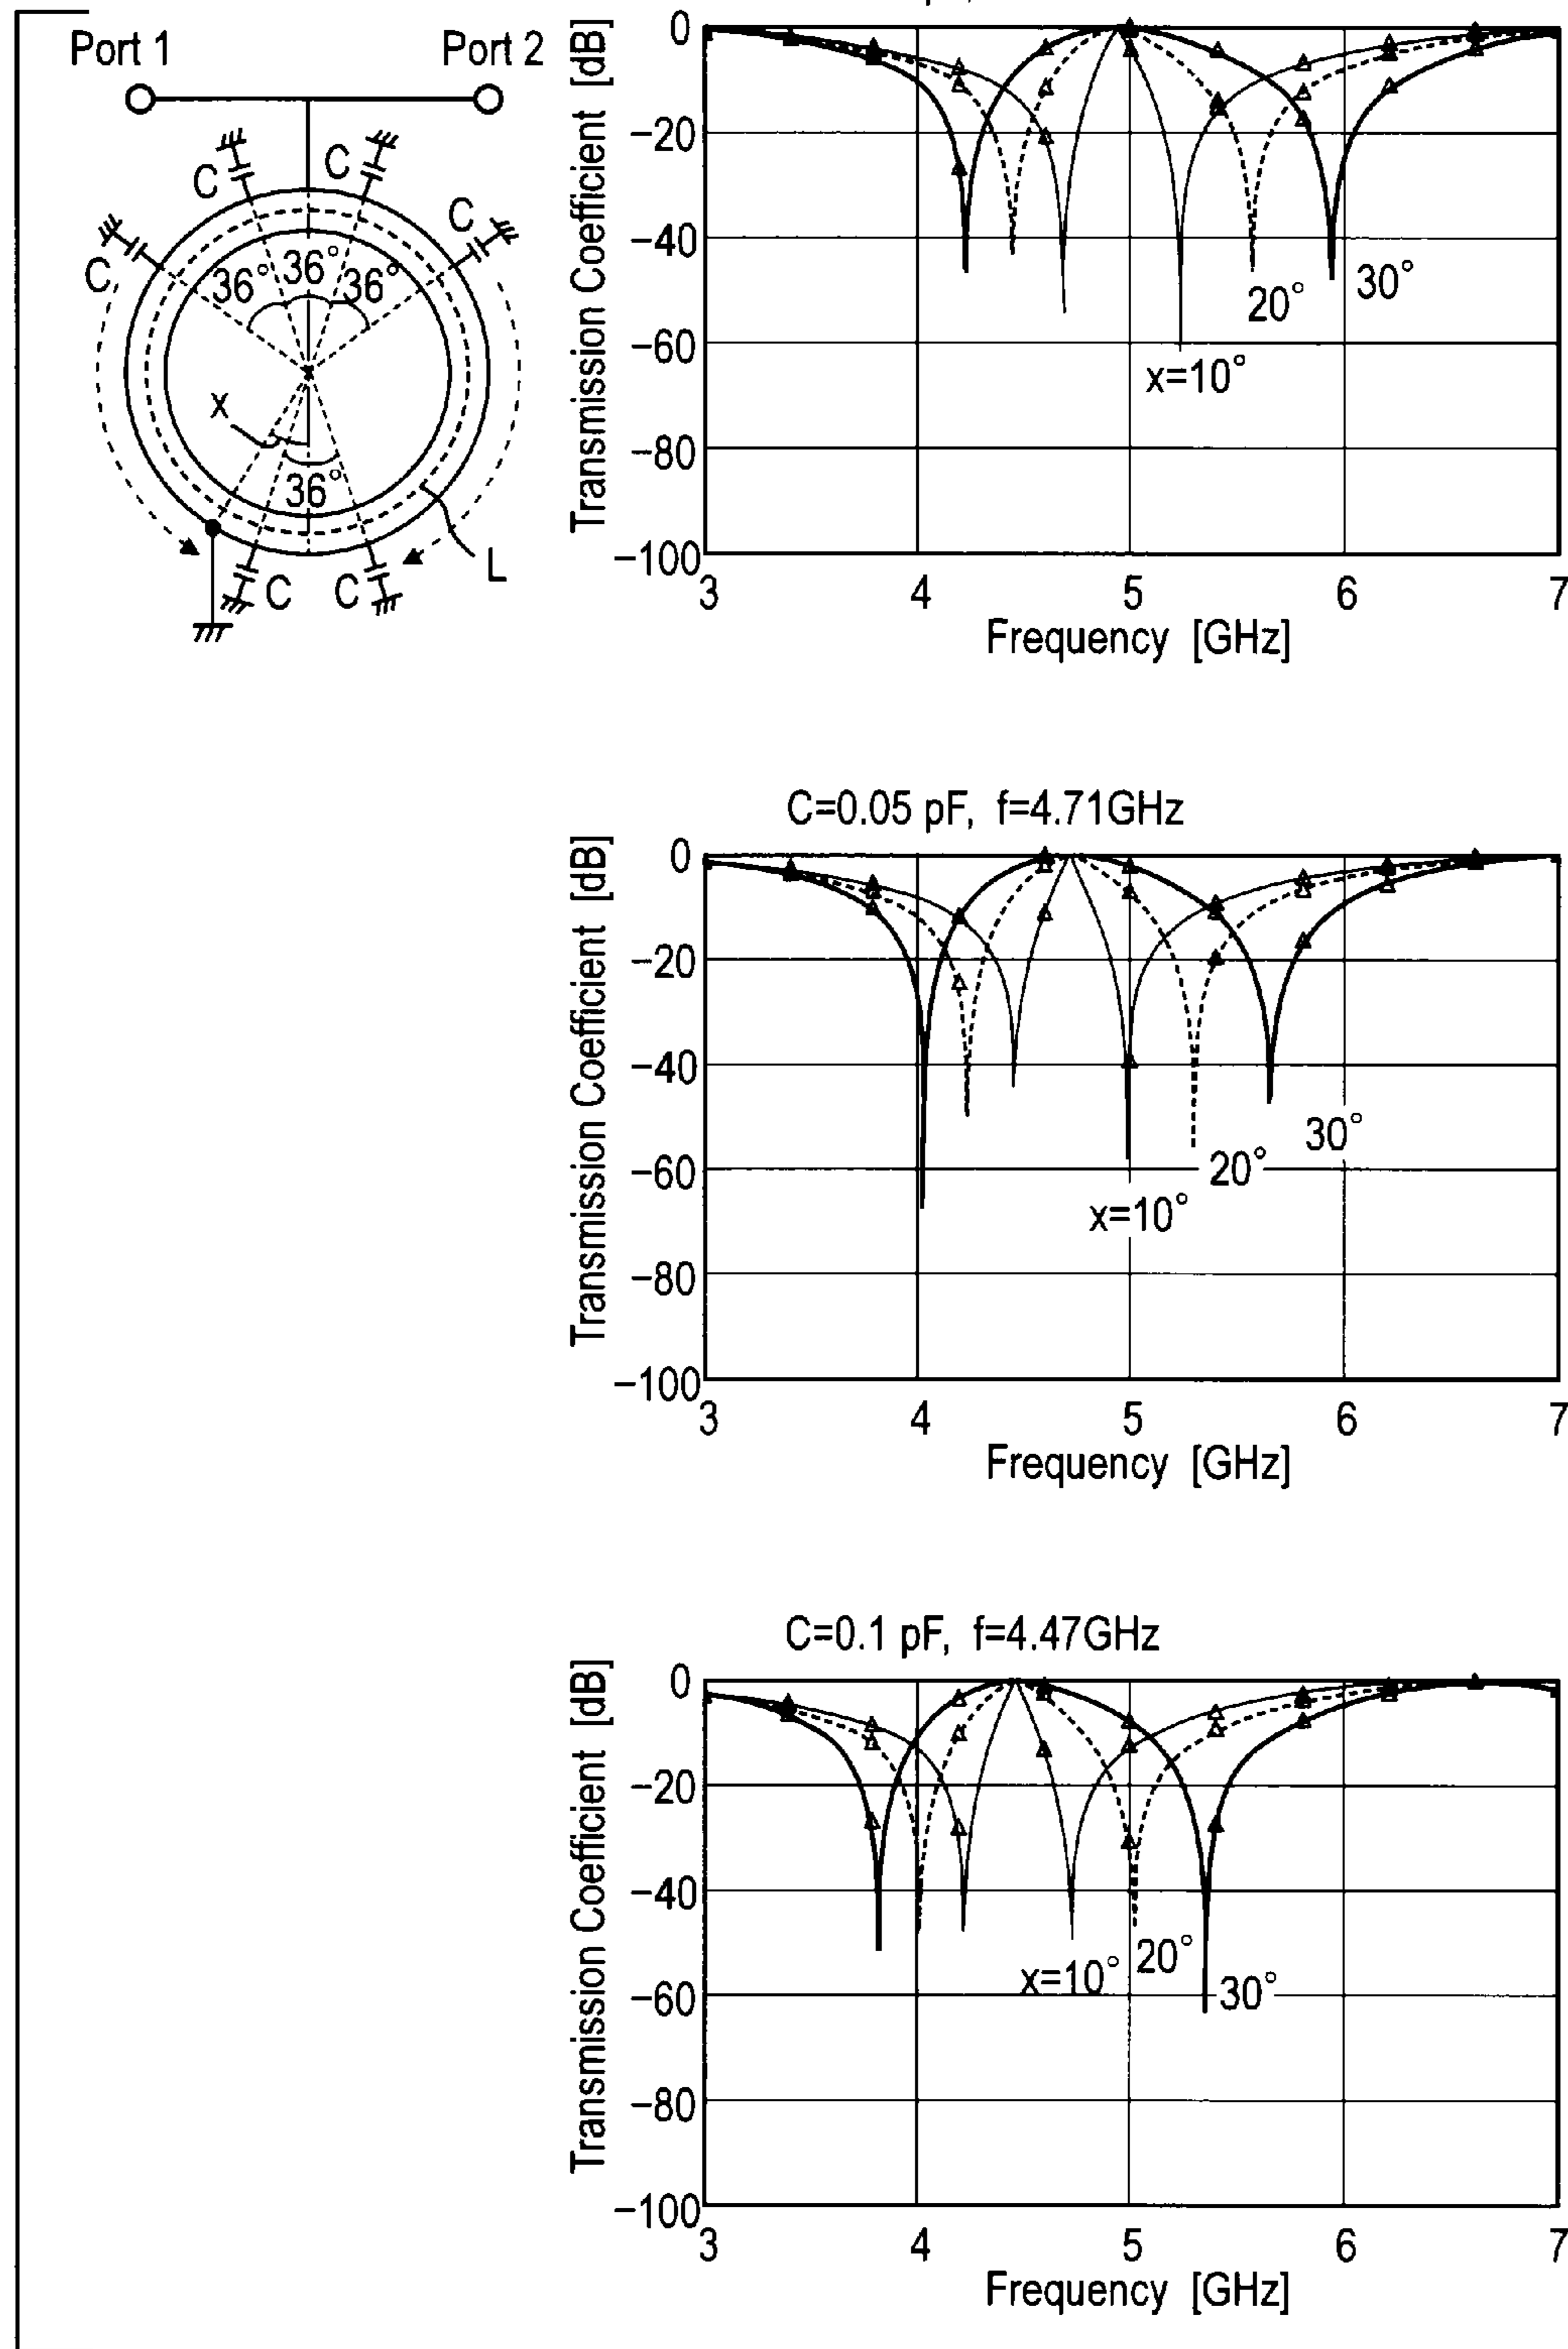 Port 1 Port 2
C C
C C
36° 36° 36°
x
36°
L
C C
Transmission Coefficient [dB]
0
−20
−40
−60
−80
−100
30°
20°
x=10°
3 4 5 6 7
Frequency [GHz]
C=0.05 pF, f=4.71GHz
Transmission Coefficient [dB]
0
−20
−40
−60
−80
−100
30°
20°
x=10°
3 4 5 6 7
Frequency [GHz]
C=0.1 pF, f=4.47GHz
Transmission Coefficient [dB]
0
−20
−40
−60
−80
−100
x=10° 20° 30°
3 4 5 6 7
Frequency [GHz]